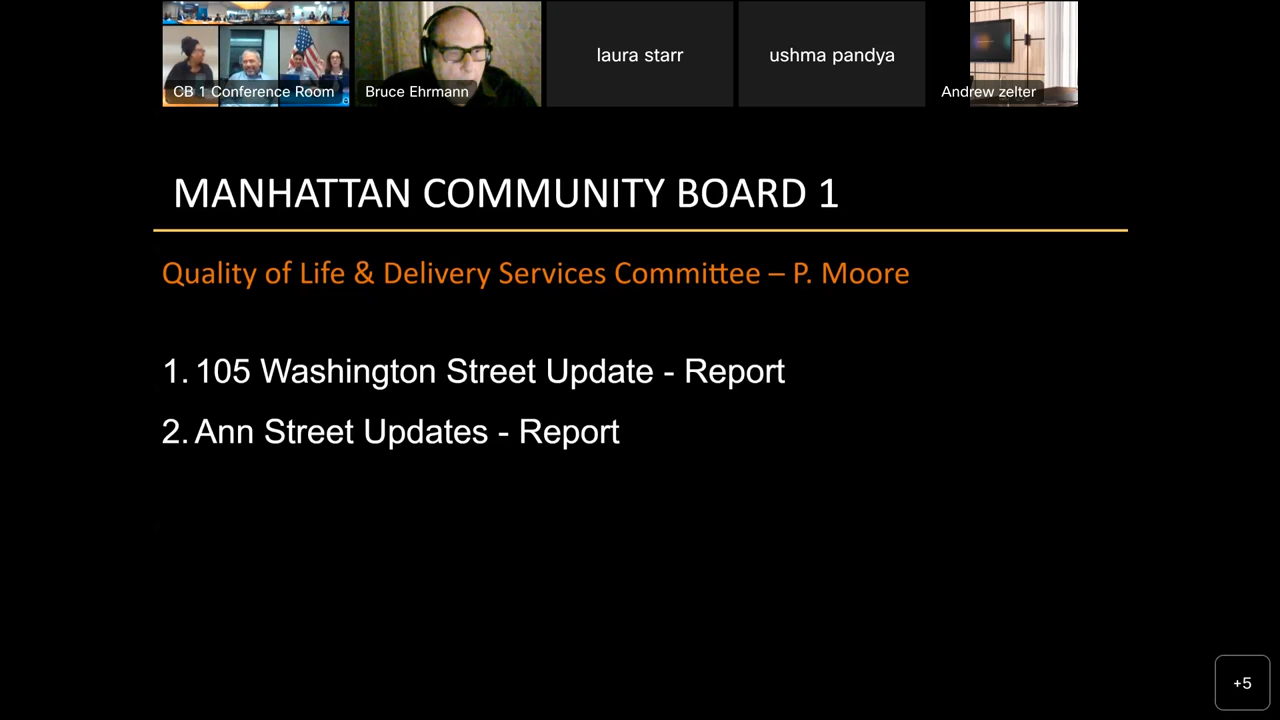 CB 1 Conference Room
Bruce Ehrmann
laura starr
ushma pandya
Andrew zelter
MANHATTAN COMMUNITY BOARD 1
Quality of Life & Delivery Services Committee – P. Moore
1. 105 Washington Street Update - Report
2. Ann Street Updates - Report
+5